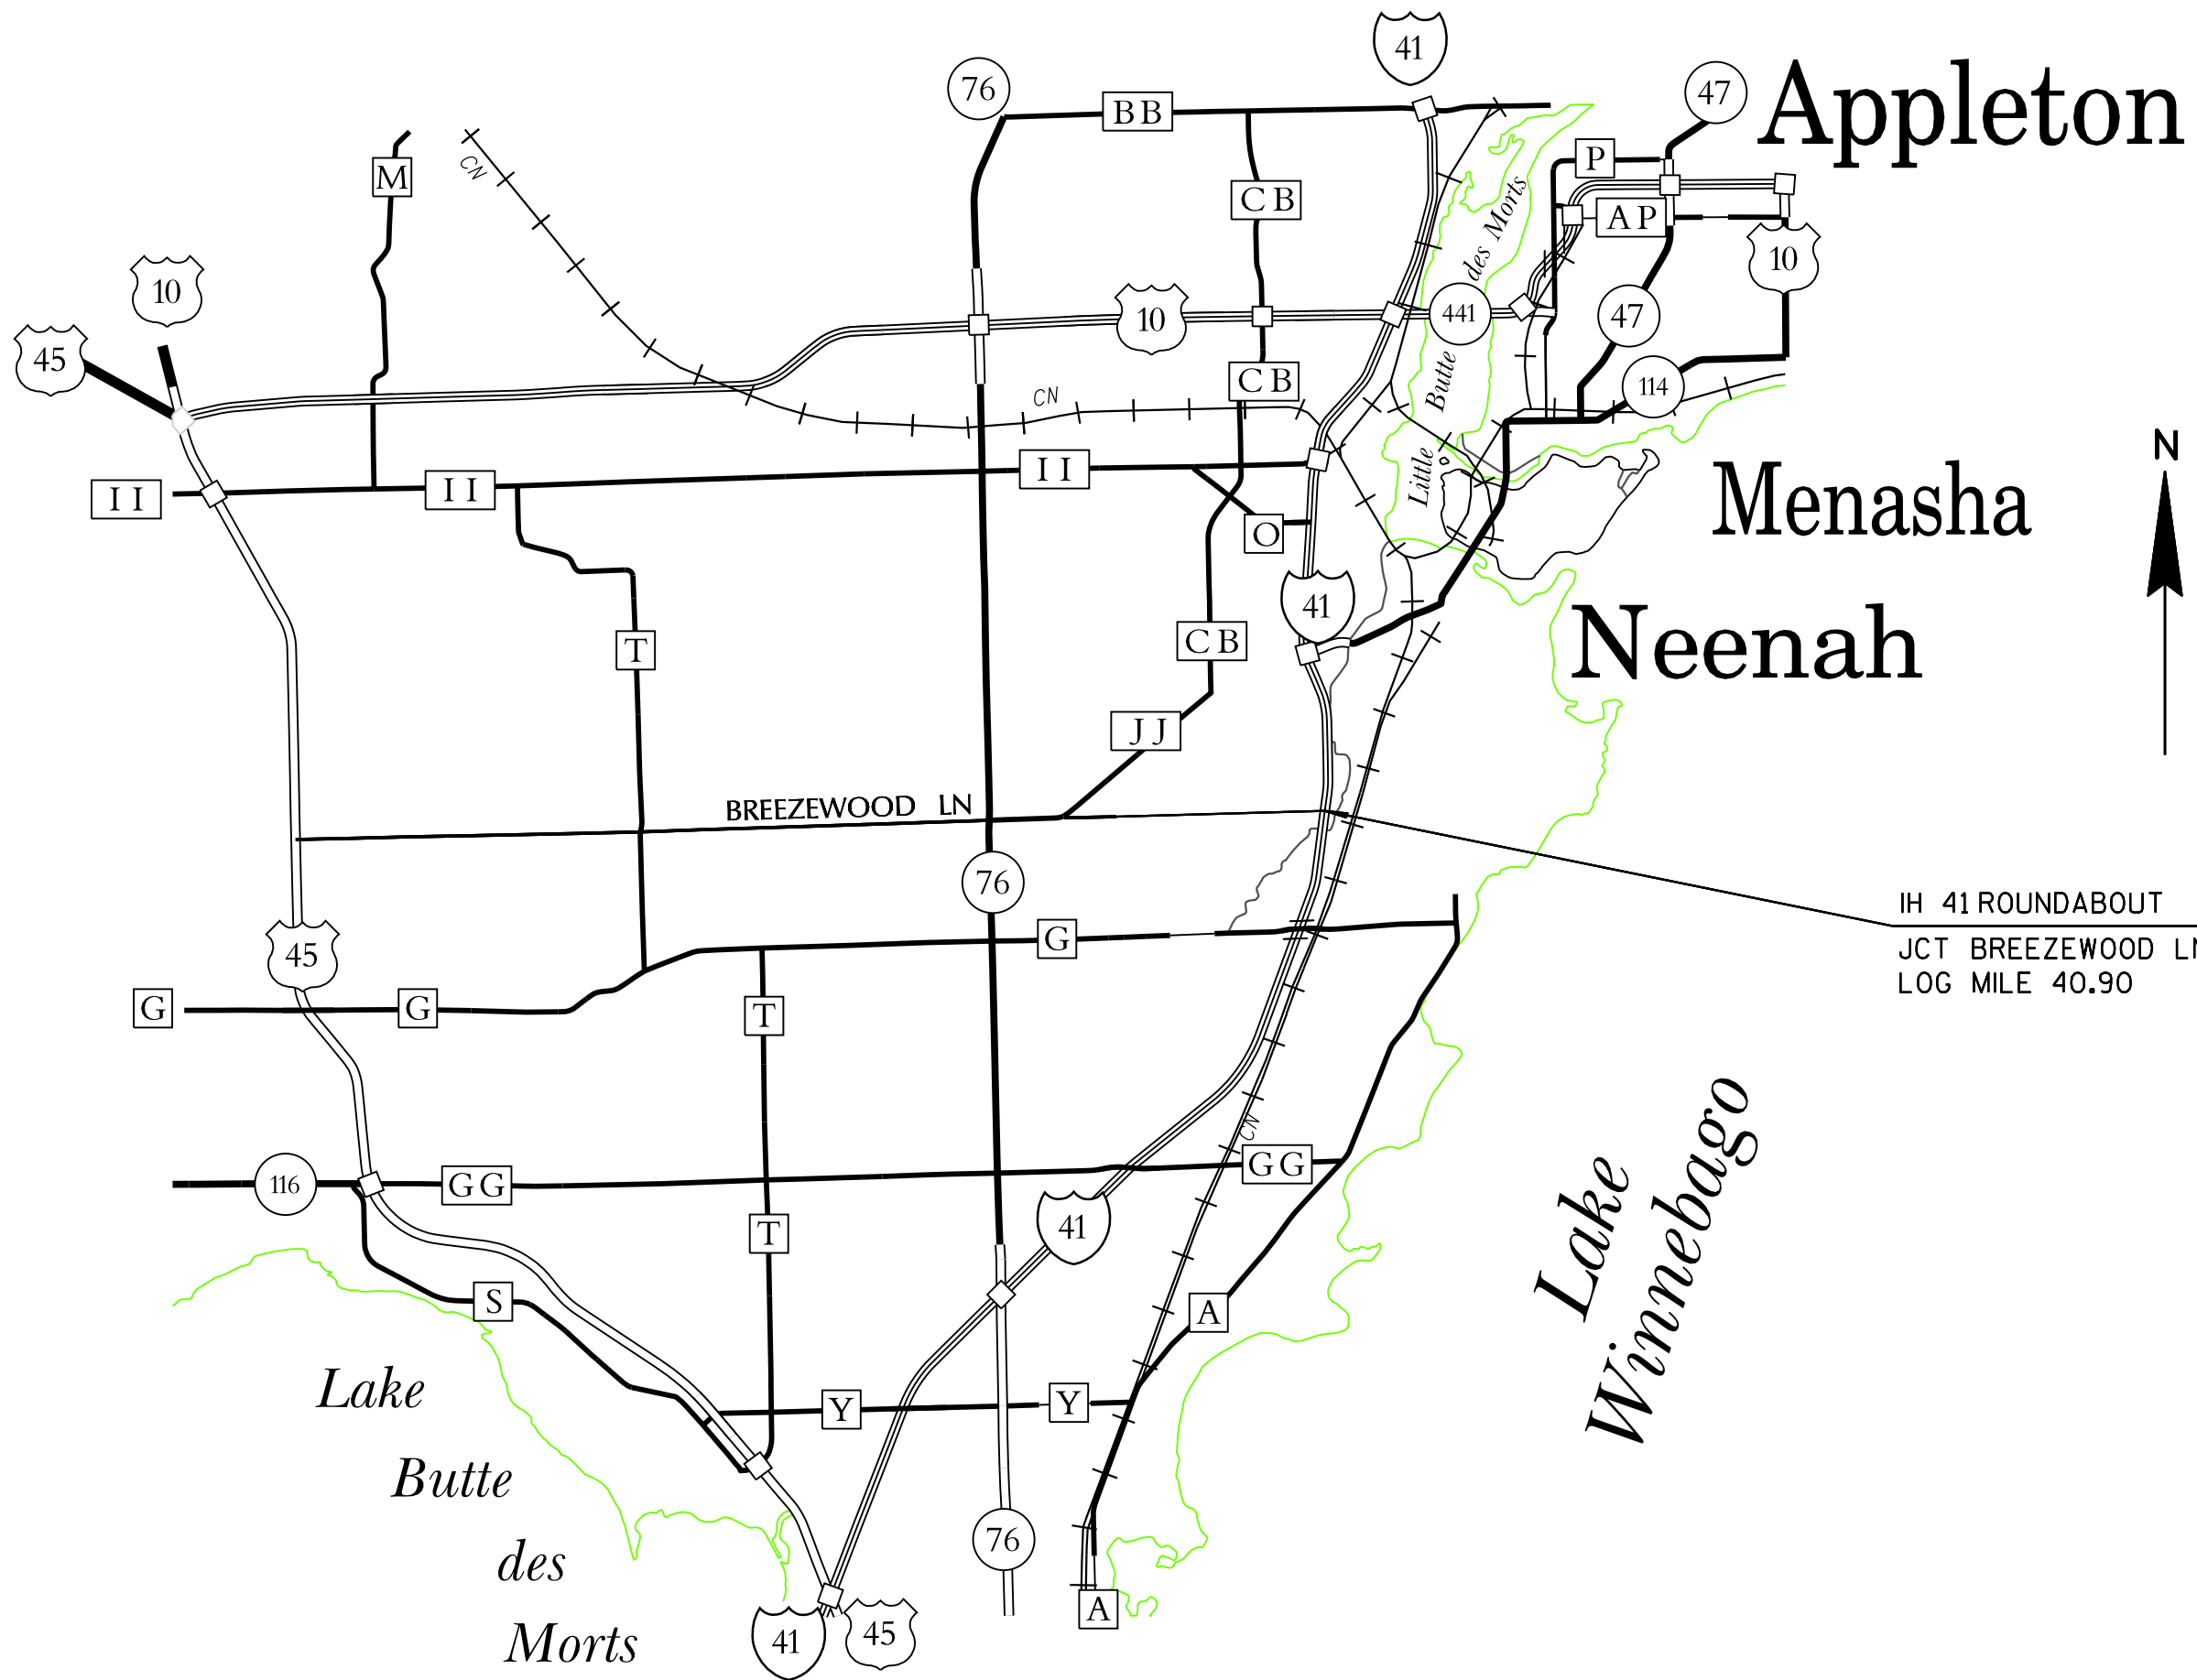 41
76
47
Appleton
BB
P
M
CN
CB
des Morts
AP
10
10
10
441
47
45
114
Butte
CB
CN
N
II
II
II
Little
Menasha
O
41
Neenah
T
CB
JJ
BREEZEWOOD LN
76
IH 41 ROUNDABOUT
JCT BREEZEWOOD LN
LOG MILE 40.90
G
45
G
G
T
CN
Lake
Winnebago
116
GG
GG
41
T
S
A
Lake
Y
Y
Butte
76
des
Morts
41
45
A